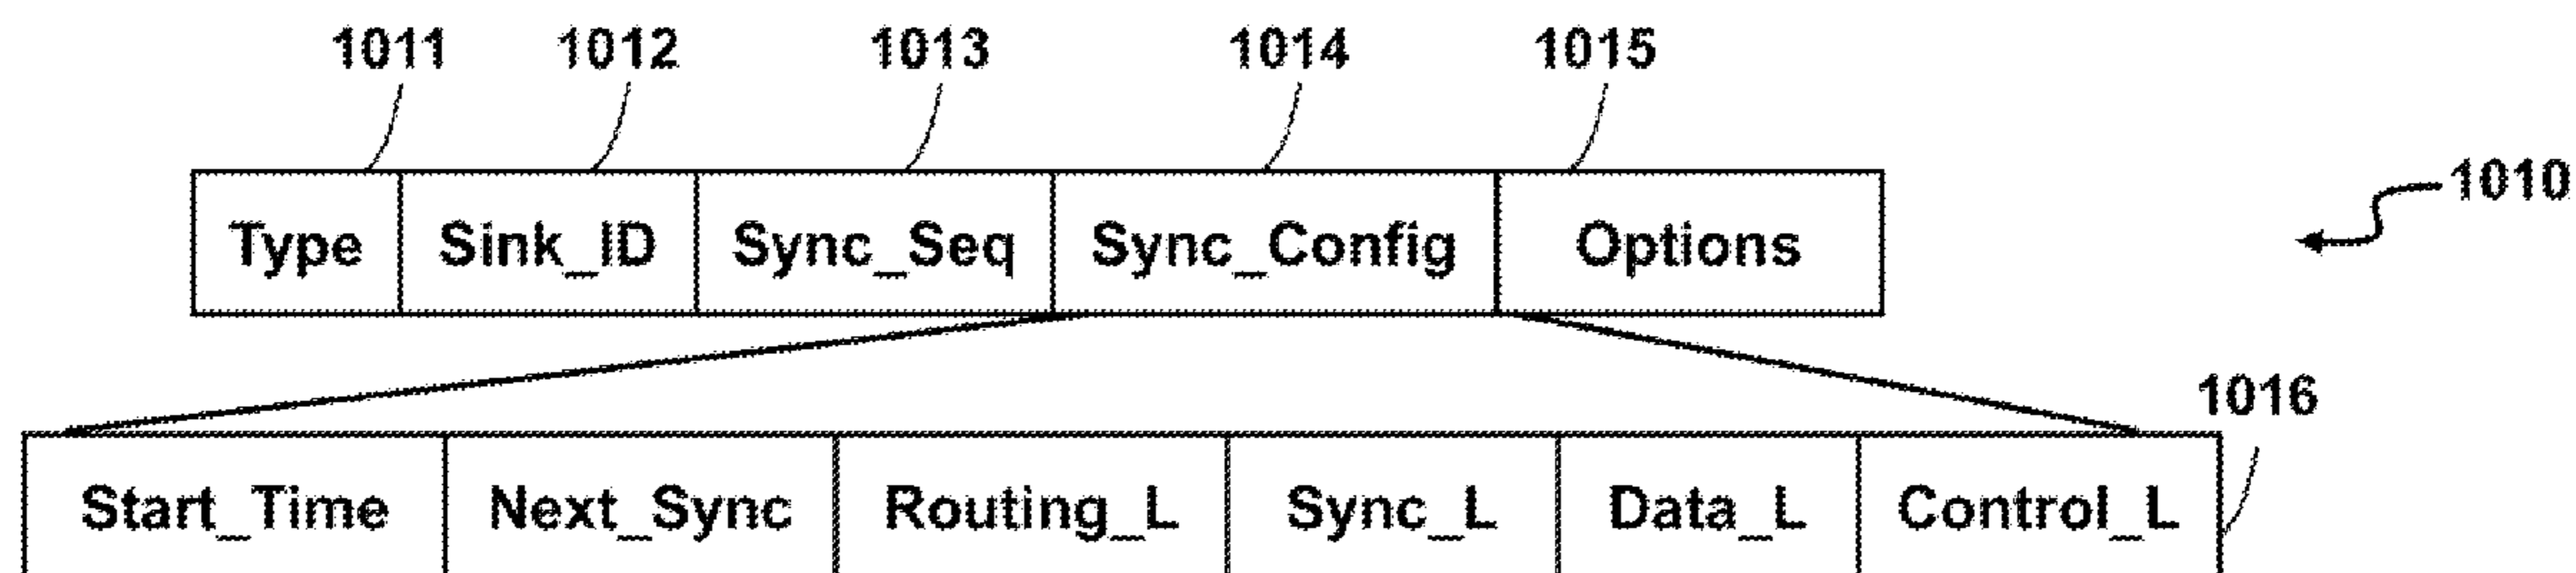 1011 1012 1013 1014 1015
1010
Type Sink_ID Sync_Seq Sync_Config Options
1016
Start_Time Next_Sync Routing_L Sync_L Data_L Control_L